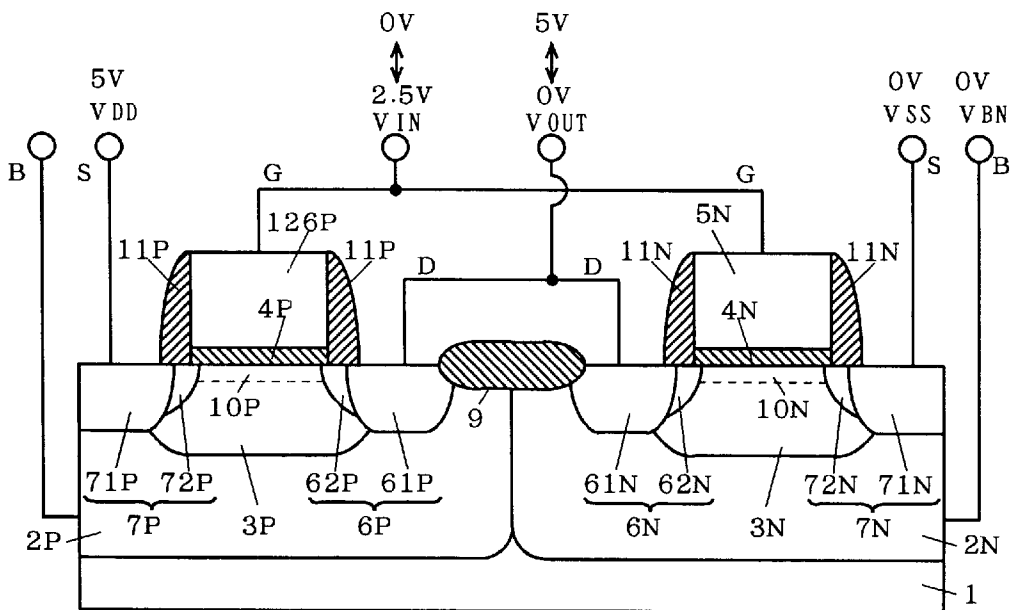 0V 5V
5V 2.5V 0V 0V 0V
VDD VIN VOUT VSS VBN
B S S B
G G
126P 5N
11P 11P 11N 11N
D D
4P 4N
10P 9 10N
71P 72P 62P 61P 61N 62N 72N 71N
7P 3P 6P 6N 3N 7N
2P 2N
1